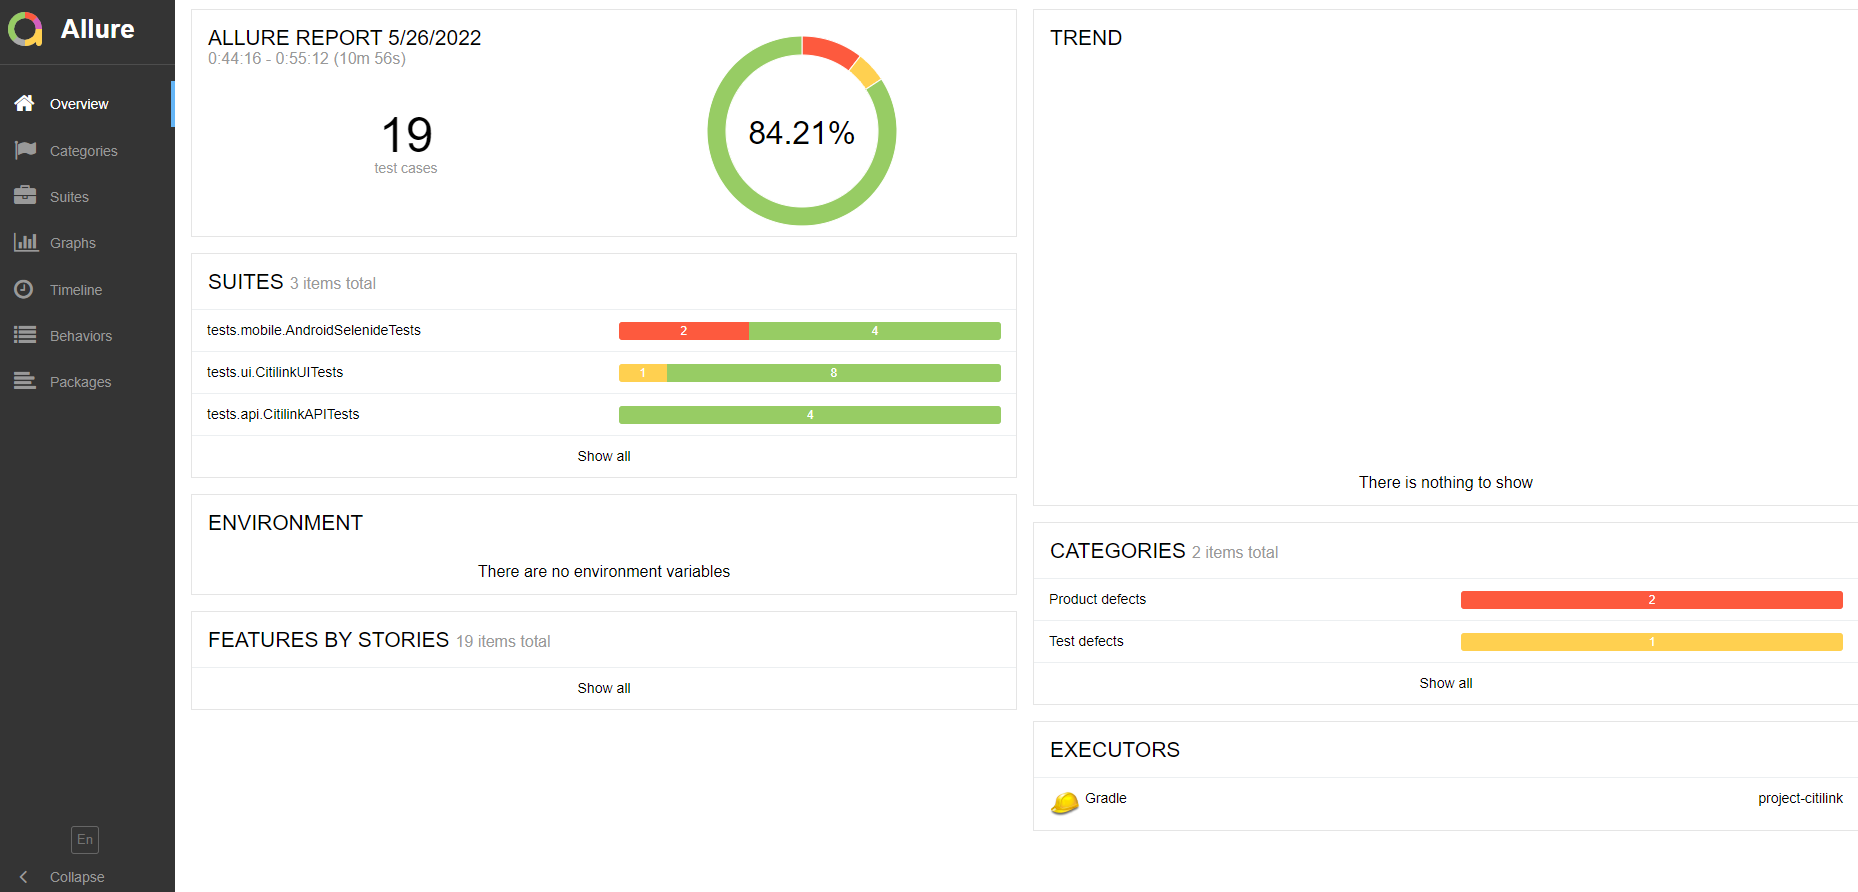 Allure
Overview
Categories
Suites
Graphs
Timeline
Behaviors
Packages
En
Collapse
ALLURE REPORT 5/26/2022
0:44:16 - 0:55:12 (10m 56s)
19
test cases
84.21%
SUITES 3 items total
tests.mobile.AndroidSelenideTests 2 4
tests.ui.CitilinkUITests 1 8
tests.api.CitilinkAPITests 4
Show all
ENVIRONMENT
There are no environment variables
FEATURES BY STORIES 19 items total
Show all
TREND
There is nothing to show
CATEGORIES 2 items total
Product defects 2
Test defects 1
Show all
EXECUTORS
Gradle project-citilink